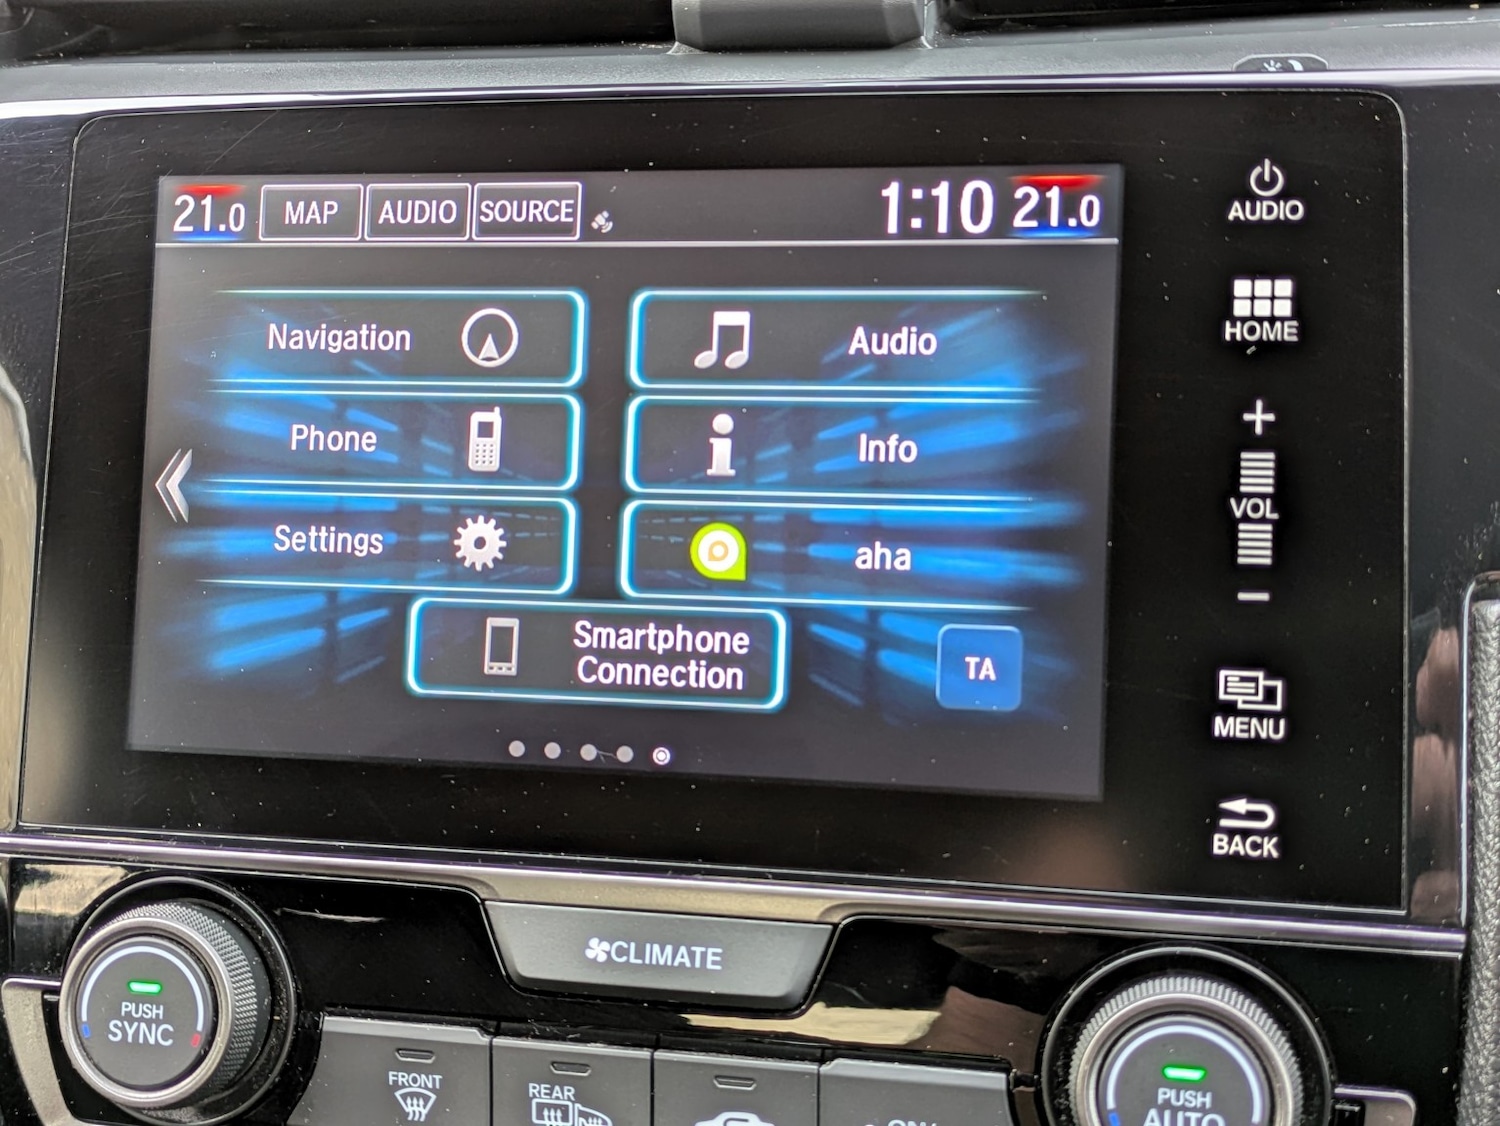 21.0 MAP AUDIO SOURCE 1:10 21.0
Navigation
Audio
Phone
Info
Settings
aha
Smartphone
Connection
TA
AUDIO
HOME
+
VOL
−
MENU
BACK
CLIMATE
PUSH
SYNC
FRONT
REAR
PUSH
AUTO